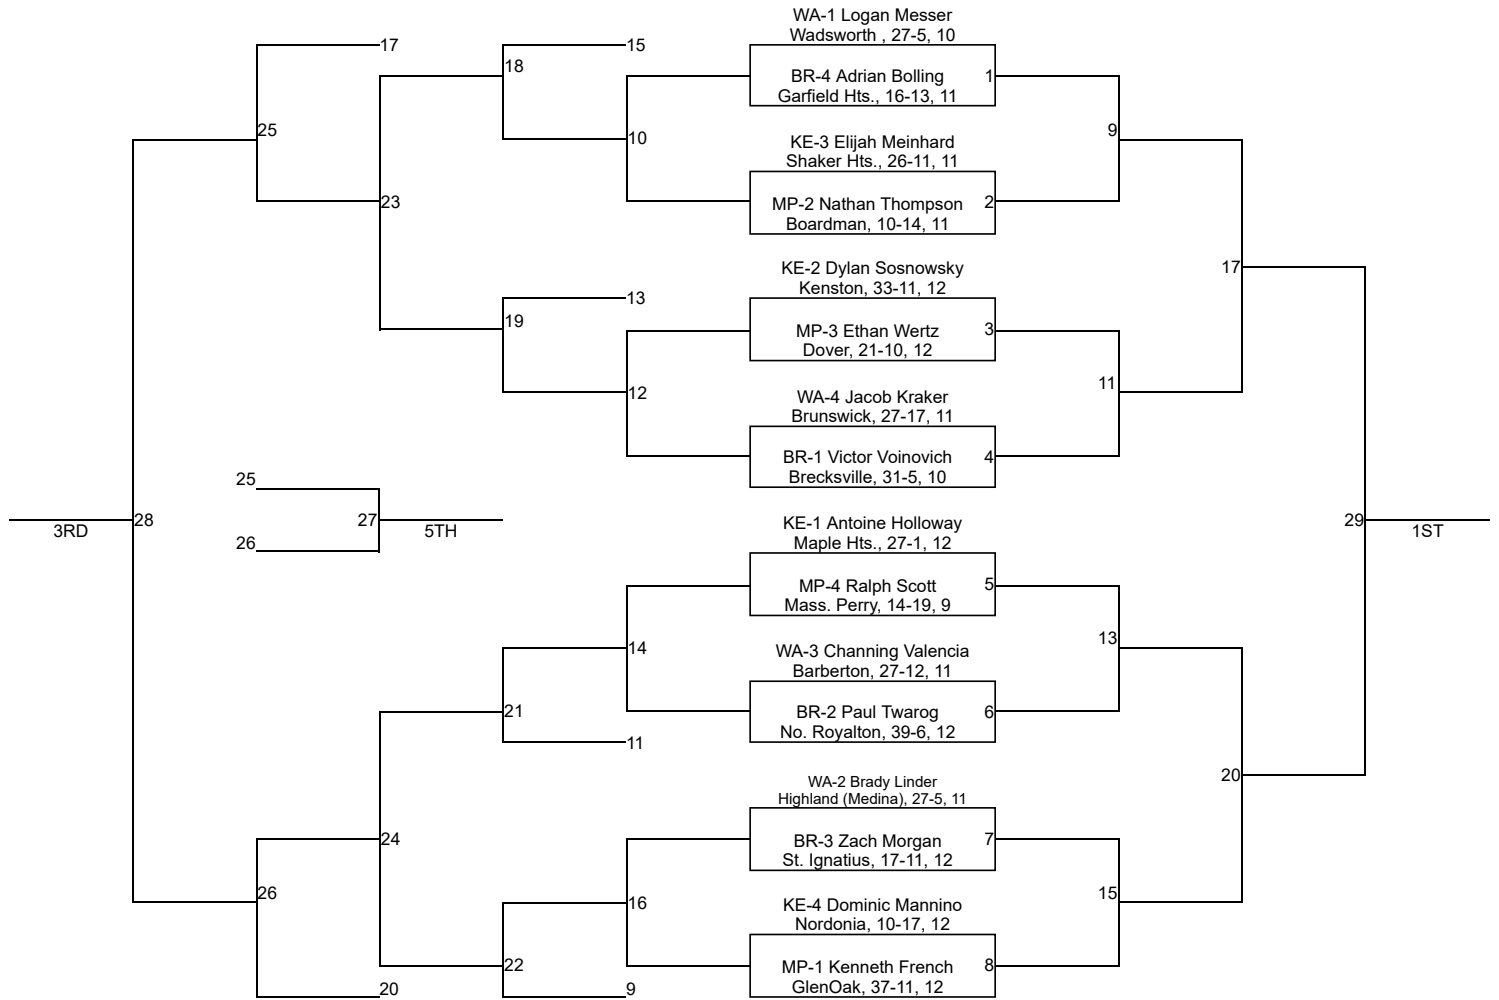 WA-1 Logan Messer
Wadsworth , 27-5, 10
17
15
18
BR-4 Adrian Bolling
1
Garfield Hts., 16-13, 11
25
10
9
KE-3 Elijah Meinhard
Shaker Hts., 26-11, 11
23
MP-2 Nathan Thompson
2
Boardman, 10-14, 11
KE-2 Dylan Sosnowsky
17
Kenston, 33-11, 12
13
19
MP-3 Ethan Wertz
3
Dover, 21-10, 12
12
11
WA-4 Jacob Kraker
Brunswick, 27-17, 11
BR-1 Victor Voinovich
4
Brecksville, 31-5, 10
25
28
3RD
27
5TH
26
KE-1 Antoine Holloway
Maple Hts., 27-1, 12
29
1ST
MP-4 Ralph Scott
5
Mass. Perry, 14-19, 9
14
13
WA-3 Channing Valencia
Barberton, 27-12, 11
21
BR-2 Paul Twarog
6
No. Royalton, 39-6, 12
11
20
WA-2 Brady Linder
Highland (Medina), 27-5, 11
24
BR-3 Zach Morgan
7
St. Ignatius, 17-11, 12
26
16
15
KE-4 Dominic Mannino
Nordonia, 10-17, 12
22
MP-1 Kenneth French
8
GlenOak, 37-11, 12
20
9